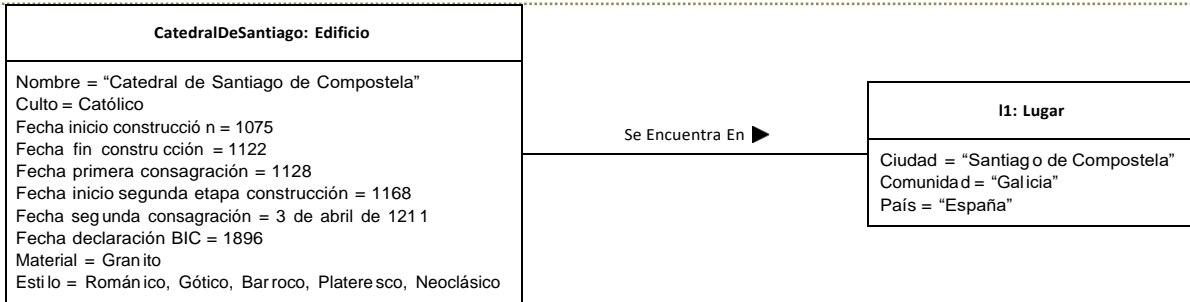 CatedralDeSantiago: Edificio
Nombre = “Catedral de Santiago de Compostela”
Culto = Católico
Fecha inicio construcción = 1075
Fecha fin construcción = 1122
Fecha primera consagración = 1128
Fecha inicio segunda etapa construcción = 1168
Fecha segunda consagración = 3 de abril de 1211
Fecha declaración BIC = 1896
Material = Granito
Estilo = Románico, Gótico, Barroco, Plateresco, Neoclásico
Se Encuentra En ▶
l1: Lugar
Ciudad = “Santiago de Compostela”
Comunidad = “Galicia”
País = “España”